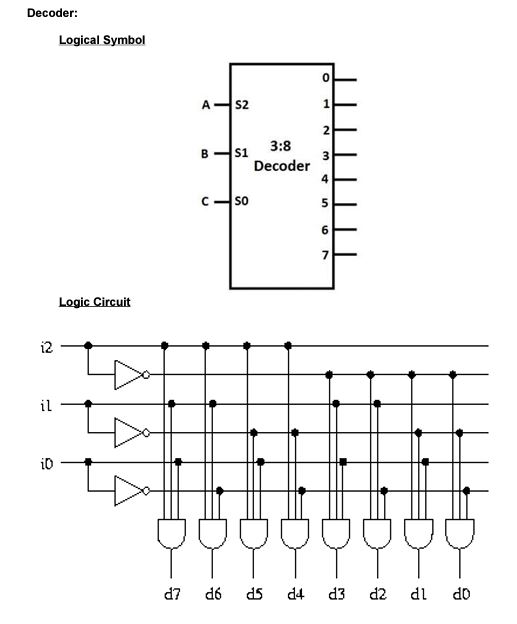 Decoder:
Logical Symbol
0
A S2 1
2
B S1 3:8 3
Decoder
4
C S0 5
6
7
Logic Circuit
i2
i1
i0
d7 d6 d5 d4 d3 d2 d1 d0